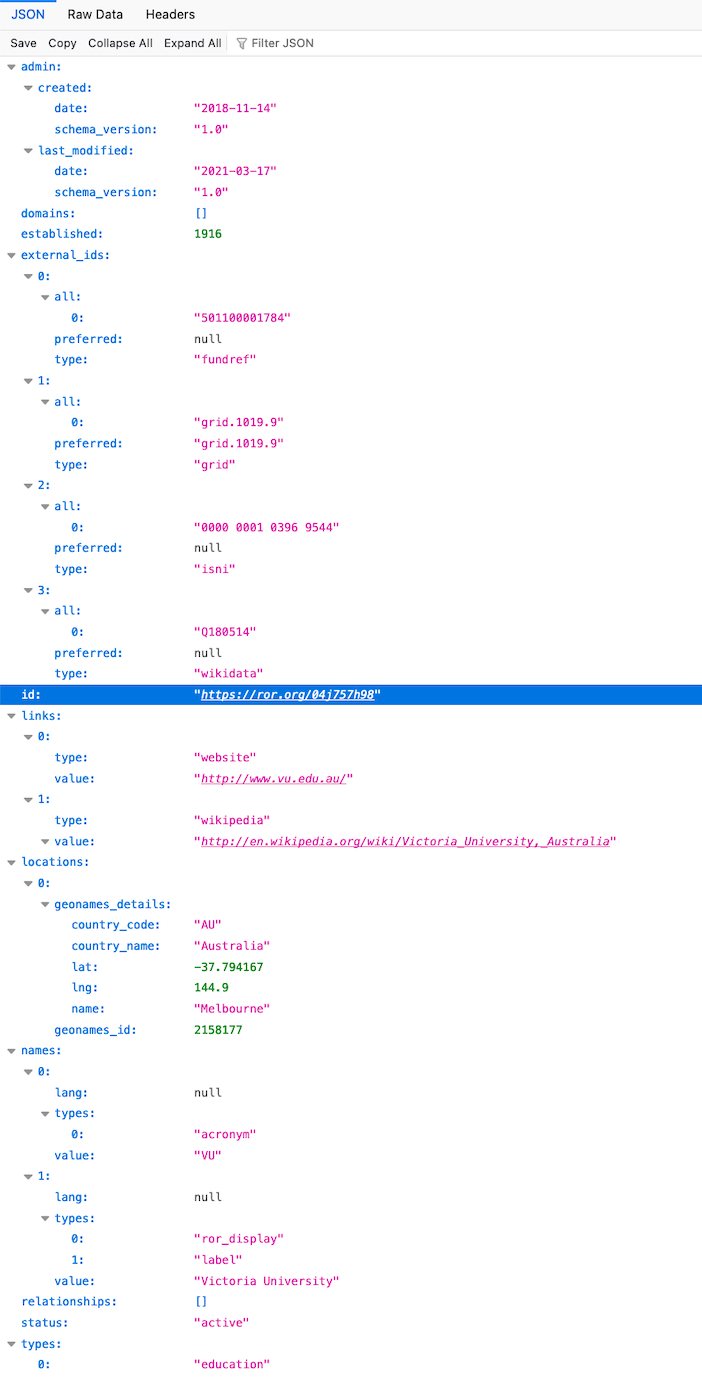 JSON Raw Data Headers
Save Copy Collapse All Expand All Filter JSON
admin:
created:
date: "2018-11-14"
schema_version: "1.0"
last_modified:
date: "2021-03-17"
schema_version: "1.0"
domains: []
established: 1916
external_ids:
0:
all:
0: "501100001784"
preferred: null
type: "fundref"
1:
all:
0: "grid.1019.9"
preferred: "grid.1019.9"
type: "grid"
2:
all:
0: "0000 0001 0396 9544"
preferred: null
type: "isni"
3:
all:
0: "Q180514"
preferred: null
type: "wikidata"
id: "https://ror.org/04j757h98"
links:
0:
type: "website"
value: "http://www.vu.edu.au/"
1:
type: "wikipedia"
value: "http://en.wikipedia.org/wiki/Victoria_University,_Australia"
locations:
0:
geonames_details:
country_code: "AU"
country_name: "Australia"
lat: -37.794167
lng: 144.9
name: "Melbourne"
geonames_id: 2158177
names:
0:
lang: null
types:
0: "acronym"
value: "VU"
1:
lang: null
types:
0: "ror_display"
1: "label"
value: "Victoria University"
relationships: []
status: "active"
types:
0: "education"